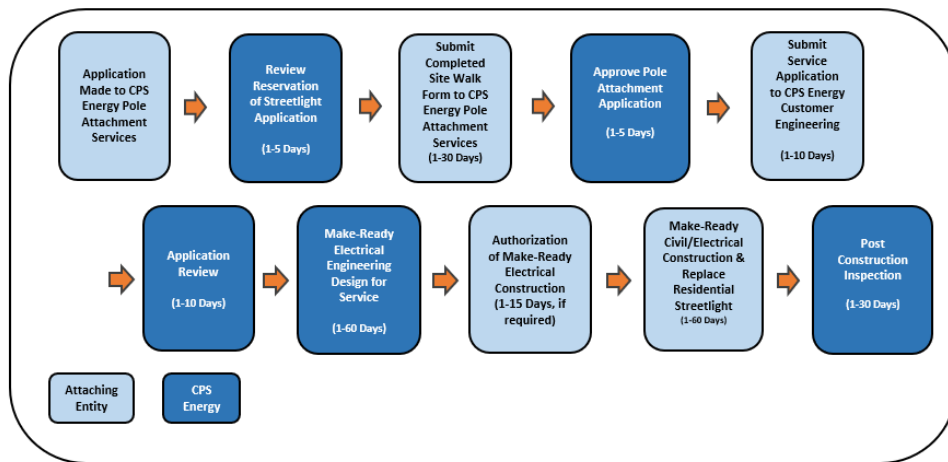 Application
Made to CPS
Energy Pole
Attachment
Services
Review
Reservation
of Streetlight
Application
(1-5 Days)
Submit
Completed
Site Walk
Form to CPS
Energy Pole
Attachment
Services
(1-30 Days)
Approve Pole
Attachment
Application
(1-5 Days)
Submit
Service
Application
to CPS Energy
Customer
Engineering
(1-10 Days)
Application
Review
(1-10 Days)
Make-Ready
Electrical
Engineering
Design for
Service
(1-60 Days)
Authorization
of Make-Ready
Electrical
Construction
(1-15 Days, if
required)
Make-Ready
Civil/Electrical
Construction &
Replace
Residential
Streetlight
(1-60 Days)
Post
Construction
Inspection
(1-30 Days)
Attaching
Entity
CPS
Energy